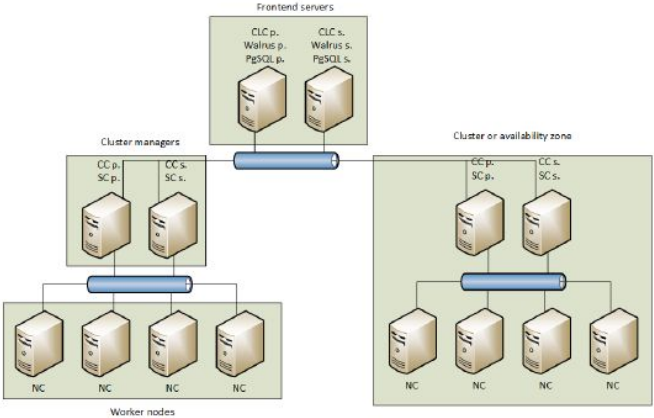 Frontend servers
CLC p.
Walrus p.
PgSQL p.
CLC s.
Walrus s.
PgSQL s.
Cluster managers
CC p.
SC p.
CC s.
SC s.
Cluster or availability zone
CC p.
SC p.
CC s.
SC s.
NC
NC
NC
NC
NC
NC
NC
NC
Worker nodes